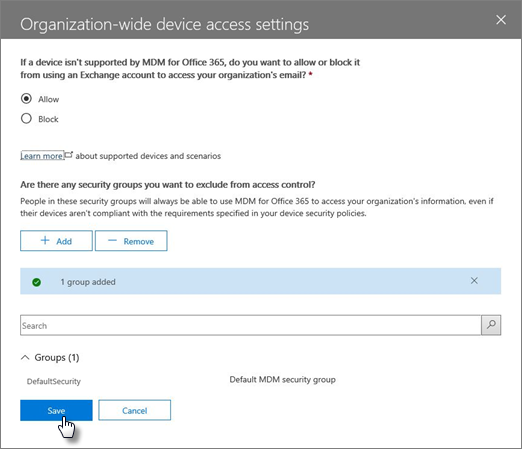 Organization-wide device access settings
If a device isn't supported by MDM for Office 365, do you want to allow or block it
from using an Exchange account to access your organization's email? *
Allow
Block
Learn more about supported devices and scenarios
Are there any security groups you want to exclude from access control?
People in these security groups will always be able to use MDM for Office 365 to access your organization's information, even if
their devices aren't compliant with the requirements specified in your device security policies.
Add Remove
1 group added
Search
Groups (1)
DefaultSecurity Default MDM security group
Save Cancel